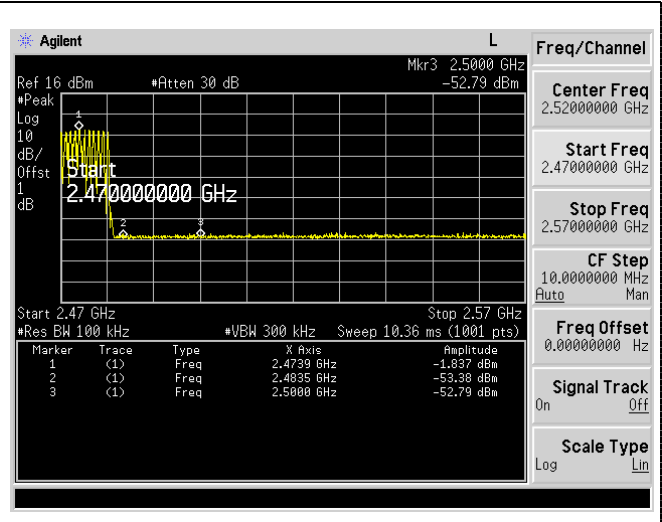 Agilent
L
Mkr3 2.5000 GHz
Ref 16 dBm #Atten 30 dB -52.79 dBm
#Peak
Log
10
dB/
Offst
1
dB
1
2
3
Start
2.470000000 GHz
Start 2.47 GHz Stop 2.57 GHz
#Res BW 100 kHz #VBW 300 kHz Sweep 10.36 ms (1001 pts)
Marker Trace Type X Axis Amplitude
1 (1) Freq 2.4739 GHz -1.837 dBm
2 (1) Freq 2.4835 GHz -53.38 dBm
3 (1) Freq 2.5000 GHz -52.79 dBm
Freq/Channel
Center Freq
2.52000000 GHz
Start Freq
2.47000000 GHz
Stop Freq
2.57000000 GHz
CF Step
10.0000000 MHz
Auto Man
Freq Offset
0.00000000 Hz
Signal Track
On Off
Scale Type
Log Lin